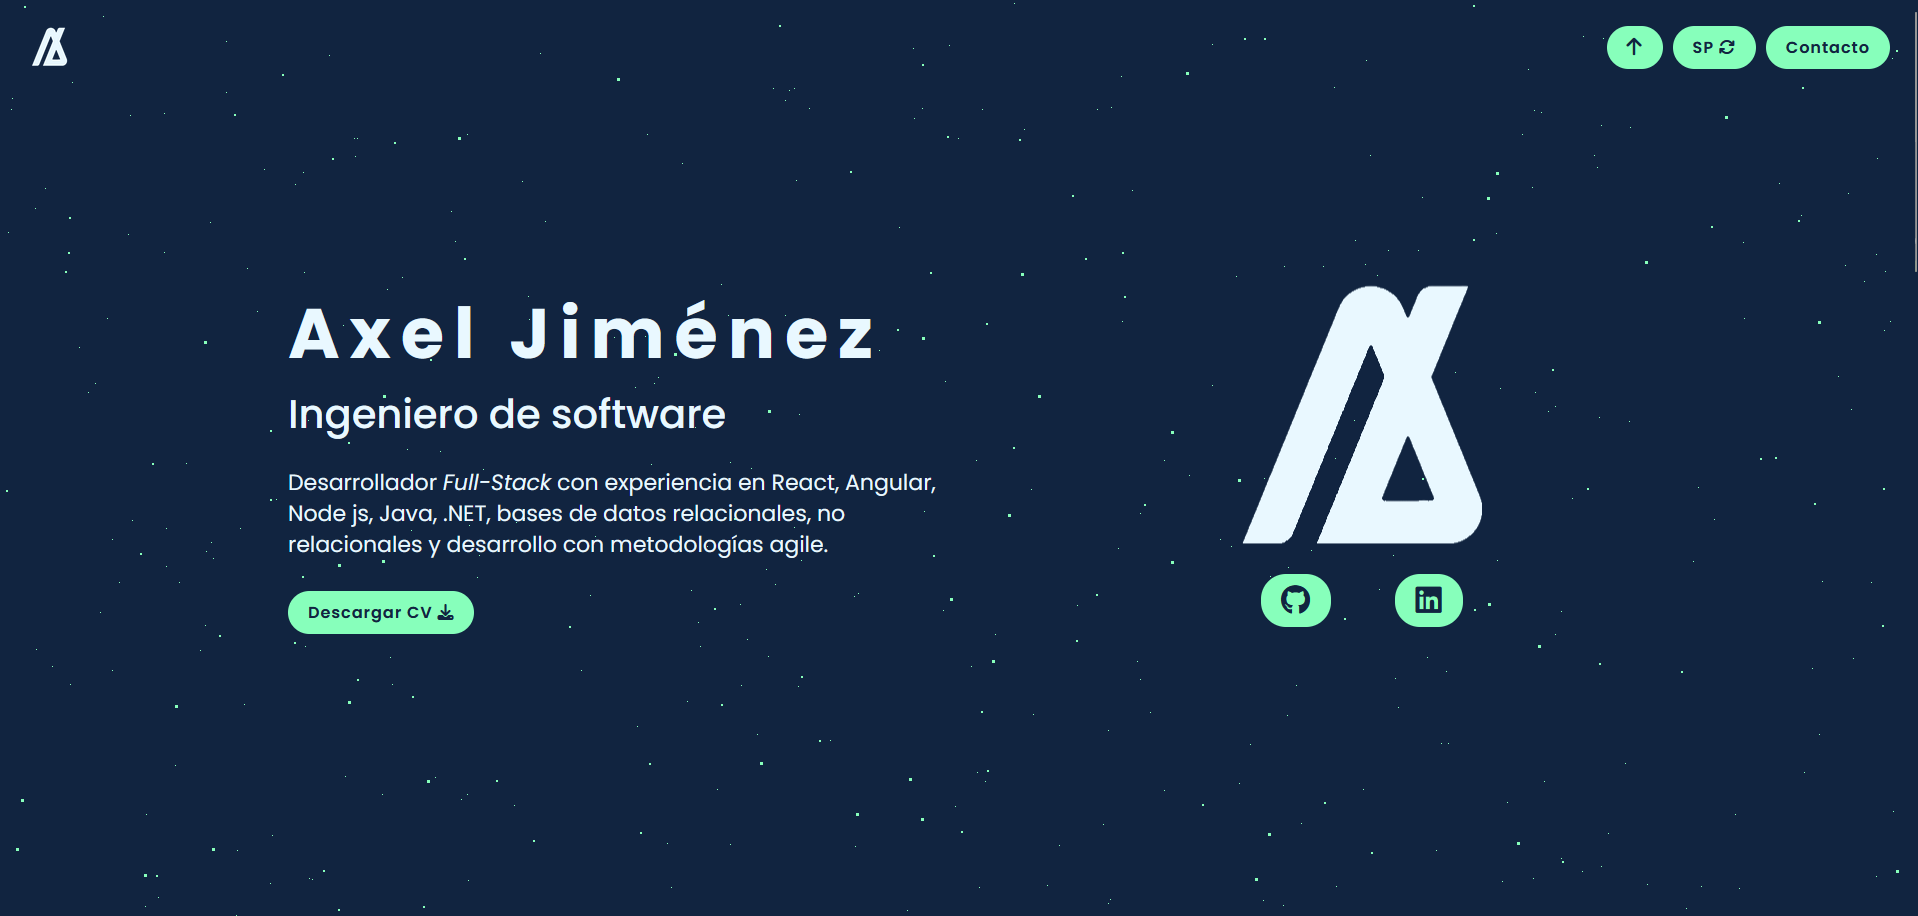 SP
Contacto
Axel Jiménez
Ingeniero de software
Desarrollador Full-Stack con experiencia en React, Angular,
Node js, Java, .NET, bases de datos relacionales, no
relacionales y desarrollo con metodologías agile.
Descargar CV